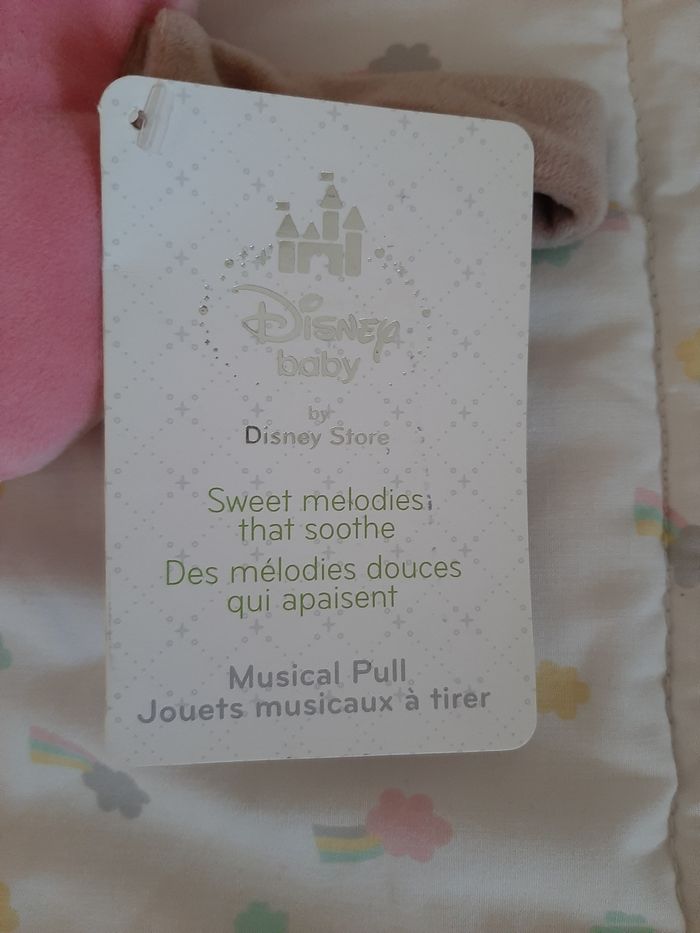 Disney
baby
by
Disney Store
Sweet melodies
that soothe
Des mélodies douces
qui apaisent
Musical Pull
Jouets musicaux à tirer